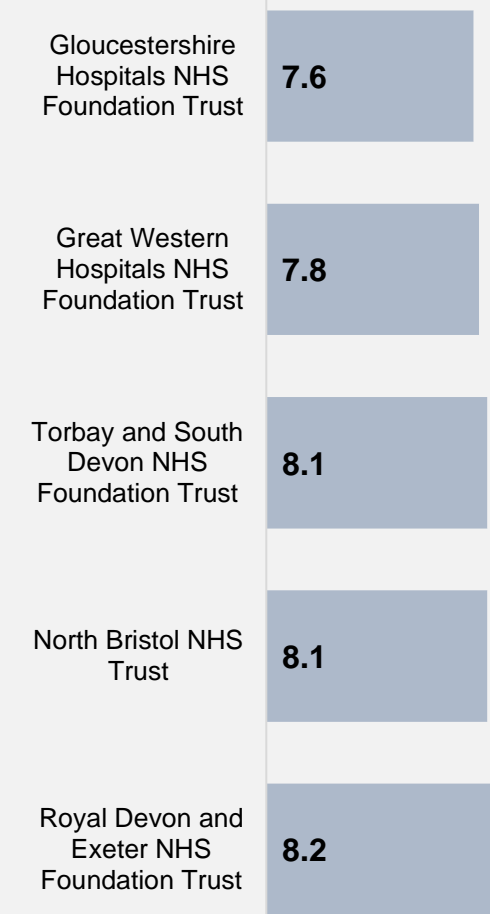 Gloucestershire
Hospitals NHS
Foundation Trust
7.6
Great Western
Hospitals NHS
Foundation Trust
7.8
Torbay and South
Devon NHS
Foundation Trust
8.1
North Bristol NHS
Trust
8.1
Royal Devon and
Exeter NHS
Foundation Trust
8.2